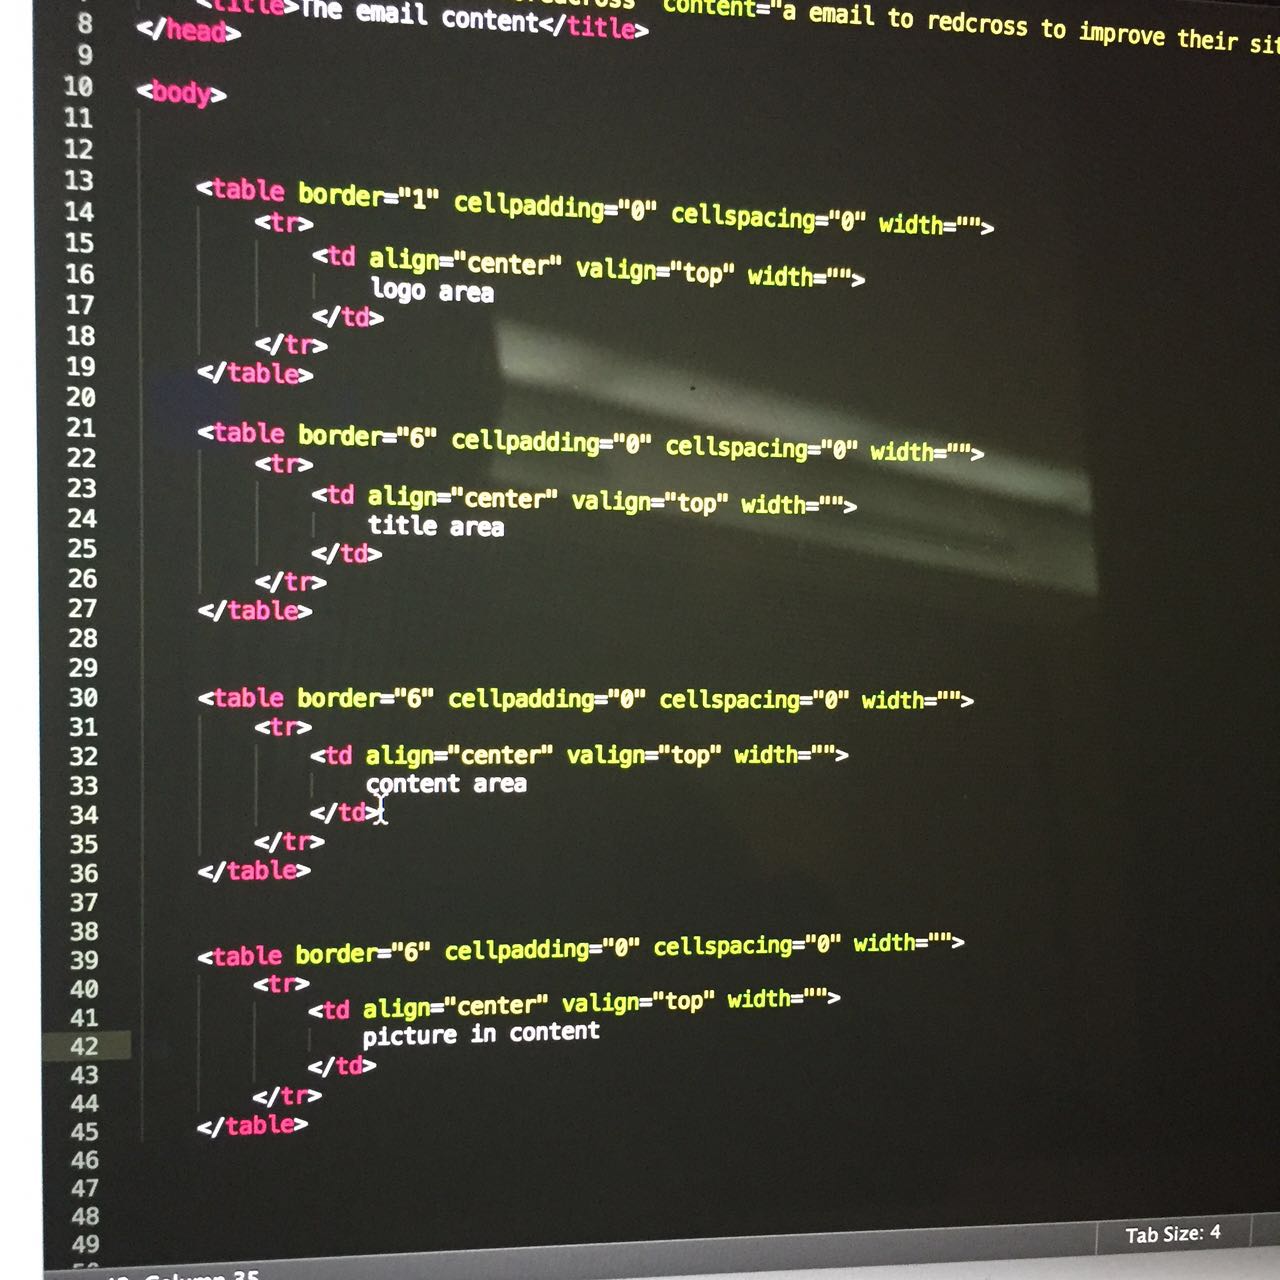 content="a email to redcross to improve their
<title>The email content</title>
8 </head>
9
10 <body>
11
12
13 <table border="1" cellpadding="0" cellspacing="0" width="">
14 <tr>
15 <td align="center" valign="top" width="">
16 logo area
17 </td>
18 </tr>
19 </table>
20
21 <table border="6" cellpadding="0" cellspacing="0" width="">
22 <tr>
23 <td align="center" valign="top" width="">
24 title area
25 </td>
26 </tr>
27 </table>
28
29
30 <table border="6" cellpadding="0" cellspacing="0" width="">
31 <tr>
32 <td align="center" valign="top" width="">
33 content area
34 </td>
35 </tr>
36 </table>
37
38
39 <table border="6" cellpadding="0" cellspacing="0" width="">
40 <tr>
41 <td align="center" valign="top" width="">
42 picture in content
43 </td>
44 </tr>
45 </table>
46
47
48
49
Tab Size: 4
Column 35